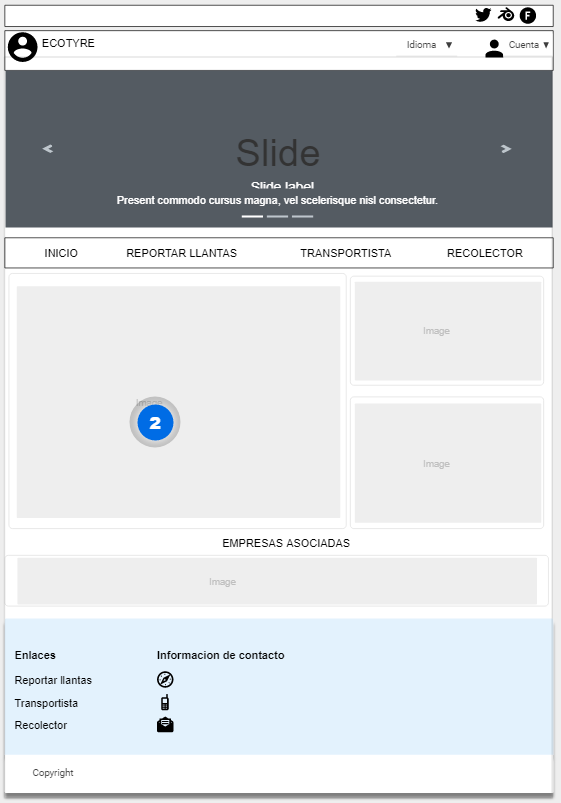 F
ECOTYRE
Idioma ▼
Cuenta ▼
Slide
Slide label
Present commodo cursus magna, vel scelerisque nisl consectetur.
INICIO REPORTAR LLANTAS TRANSPORTISTA RECOLECTOR
Image
Image
2
Image
EMPRESAS ASOCIADAS
Image
Enlaces Informacion de contacto
Reportar llantas
Transportista
Recolector
Copyright